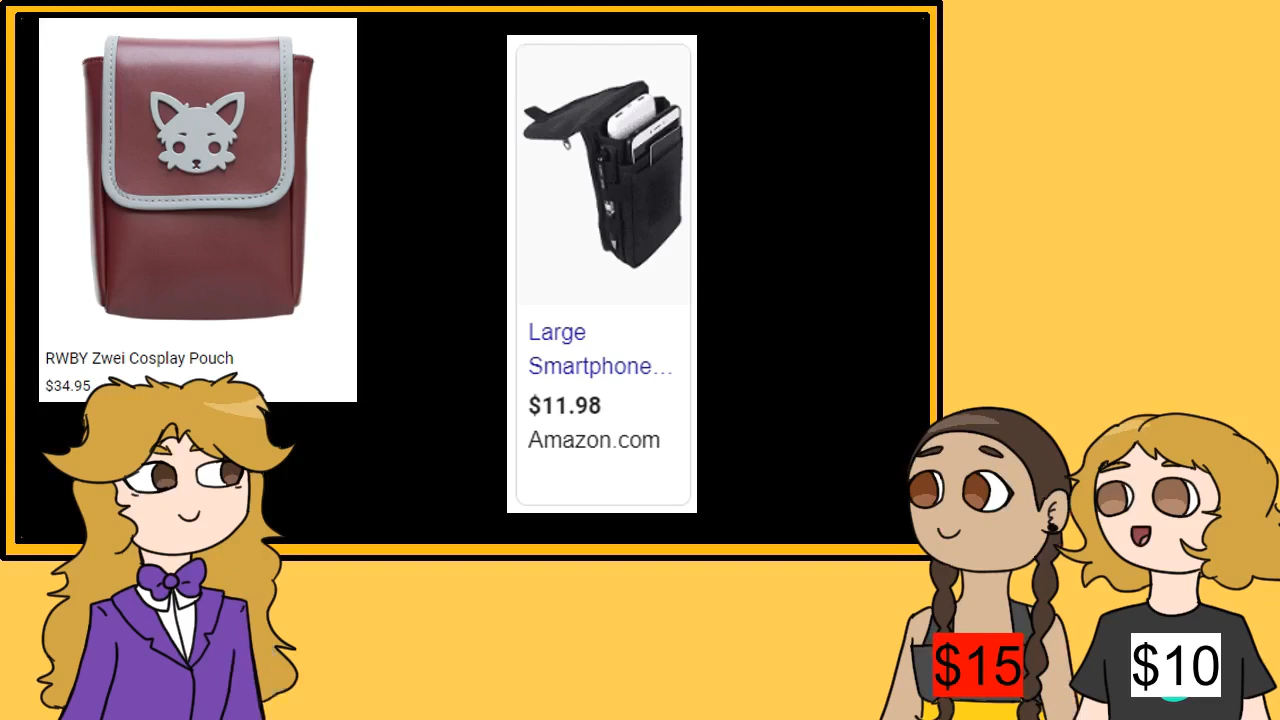 RWBY Zwei Cosplay Pouch
$34.95
Large
Smartphone...
$11.98
Amazon.com
$15
$10